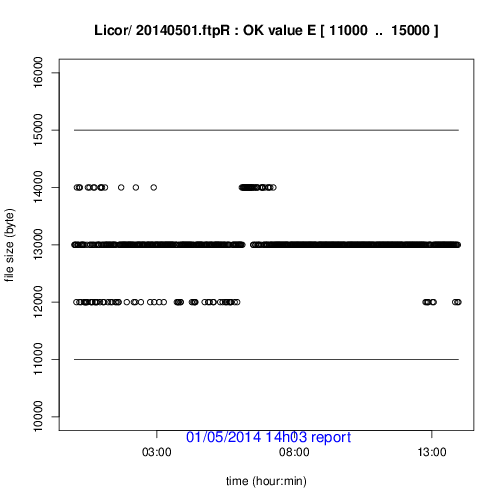 Licor/ 20140501.ftpR : OK value E [ 11000 .. 15000 ]
file size (byte)
16000
15000
14000
13000
12000
11000
10000
01/05/2014 14h03 report
03:00 08:00 13:00
time (hour:min)